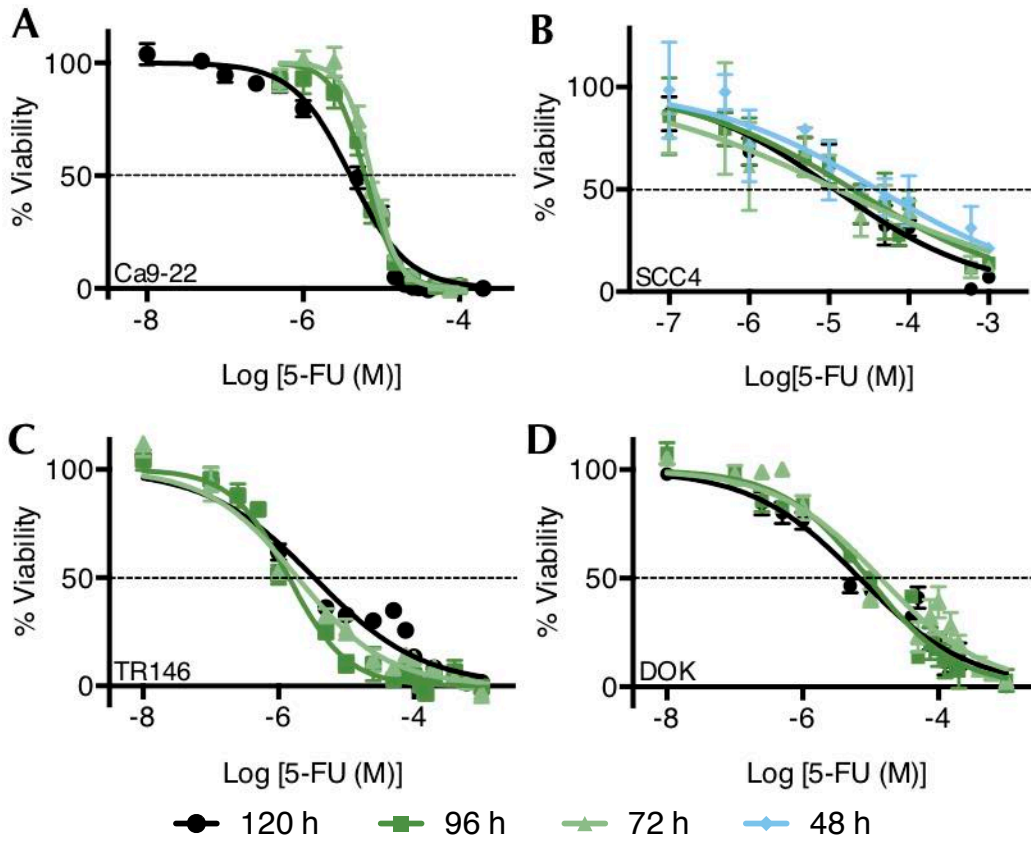 A
100
50
0
% Viability
Ca9-22
-8
-6
-4
Log [5-FU (M)]
B
100
50
0
% Viability
SCC4
-7
-6
-5
-4
-3
Log[5-FU (M)]
C
100
50
0
% Viability
TR146
-8
-6
-4
Log [5-FU (M)]
D
100
50
0
% Viability
DOK
-8
-6
-4
Log [5-FU (M)]
120 h 96 h 72 h 48 h